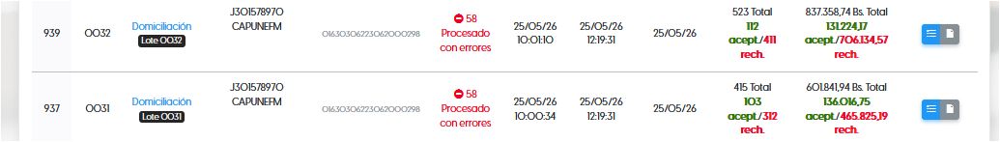 939
0032
Domiciliación
Lote 0032
J301578970
CAPUNEFM
01630306223062000298
58
Procesado
con errores
25/05/26
10:01:10
25/05/26
12:19:31
25/05/26
523 Total
112
acept./411
rech.
837.358,74 Bs. Total
131.224,17
acept./706.134,57
rech.
937
0031
Domiciliación
Lote 0031
J301578970
CAPUNEFM
01630306223062000298
58
Procesado
con errores
25/05/26
10:00:34
25/05/26
12:19:31
25/05/26
415 Total
103
acept./312
rech.
601.841,94 Bs. Total
136.016,75
acept./465.825,19
rech.